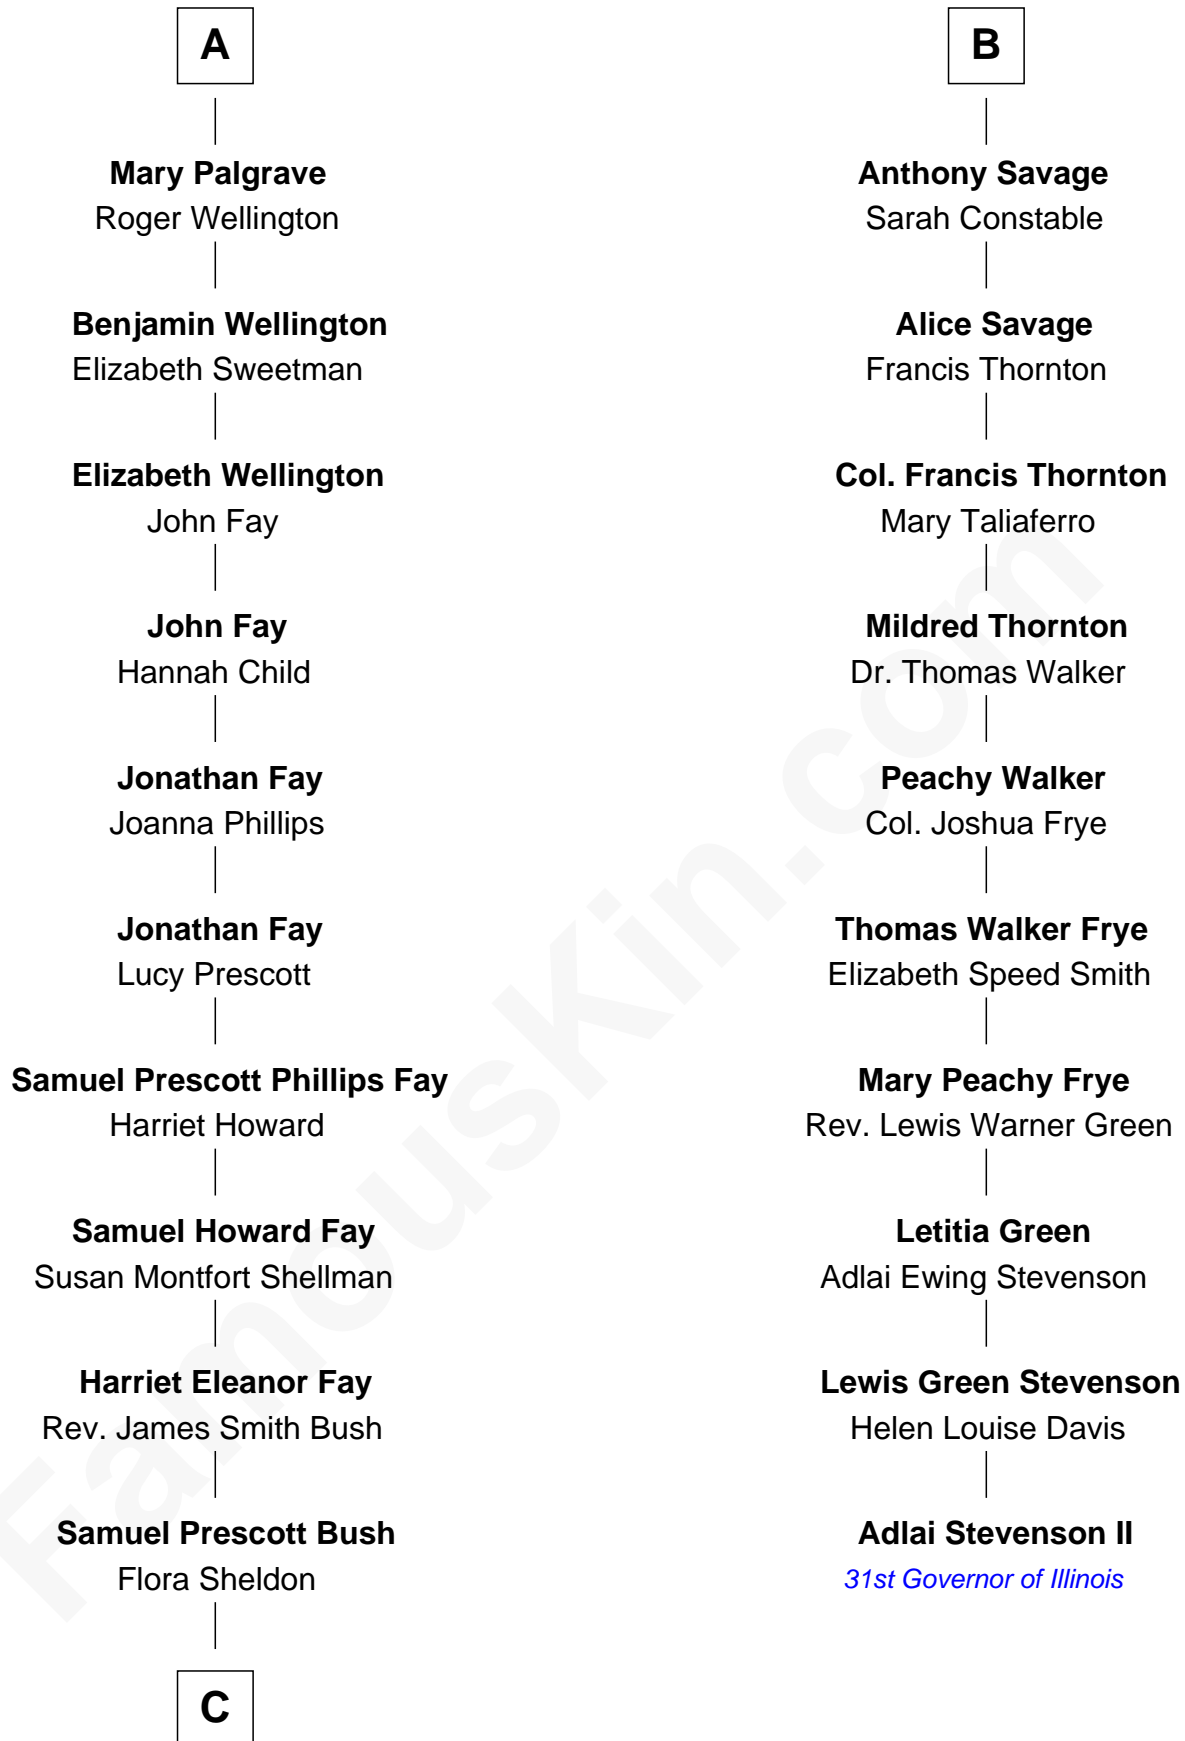 A
Mary Palgrave
Roger Wellington
Benjamin Wellington
Elizabeth Sweetman
Elizabeth Wellington
John Fay
John Fay
Hannah Child
Jonathan Fay
Joanna Phillips
Jonathan Fay
Lucy Prescott
Samuel Prescott Phillips Fay
Harriet Howard
Samuel Howard Fay
Susan Montfort Shellman
Harriet Eleanor Fay
Rev. James Smith Bush
Samuel Prescott Bush
Flora Sheldon
C
B
Anthony Savage
Sarah Constable
Alice Savage
Francis Thornton
Col. Francis Thornton
Mary Taliaferro
Mildred Thornton
Dr. Thomas Walker
Peachy Walker
Col. Joshua Frye
Thomas Walker Frye
Elizabeth Speed Smith
Mary Peachy Frye
Rev. Lewis Warner Green
Letitia Green
Adlai Ewing Stevenson
Lewis Green Stevenson
Helen Louise Davis
Adlai Stevenson II
31st Governor of Illinois
FamousKin.com